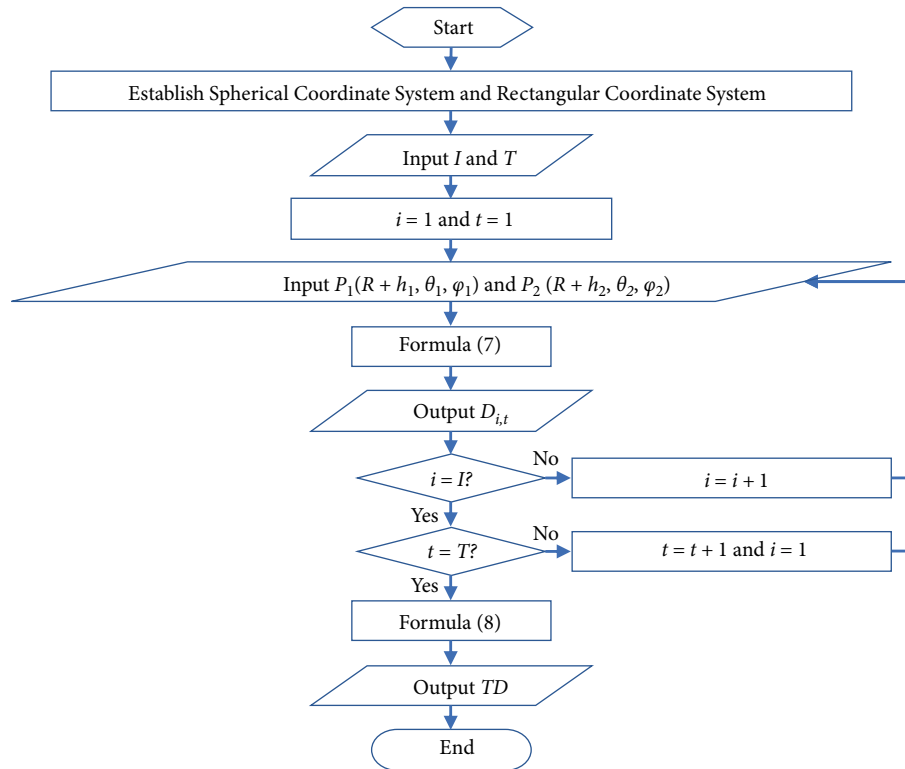 Start
Establish Spherical Coordinate System and Rectangular Coordinate System
Input I and T
i = 1 and t = 1
Input P₁(R + h₁, θ₁, φ₁) and P₂ (R + h₂, θ₂, φ₂)
Formula (7)
Output Dᵢ,ₜ
i = I?
No
i = i + 1
Yes
t = T?
No
t = t + 1 and i = 1
Yes
Formula (8)
Output TD
End